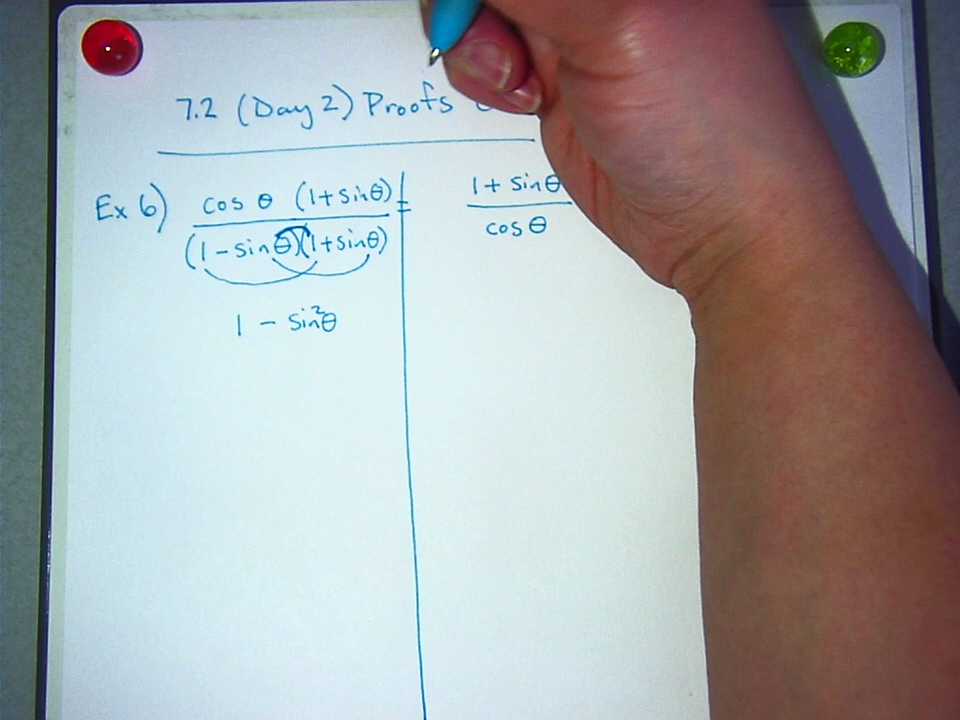 7.2 (Day 2) Proofs
Ex 6) cos θ (1+sinθ) = 1 + sinθ
(1-sinθ)(1+sinθ) cos θ
1 - sin²θ